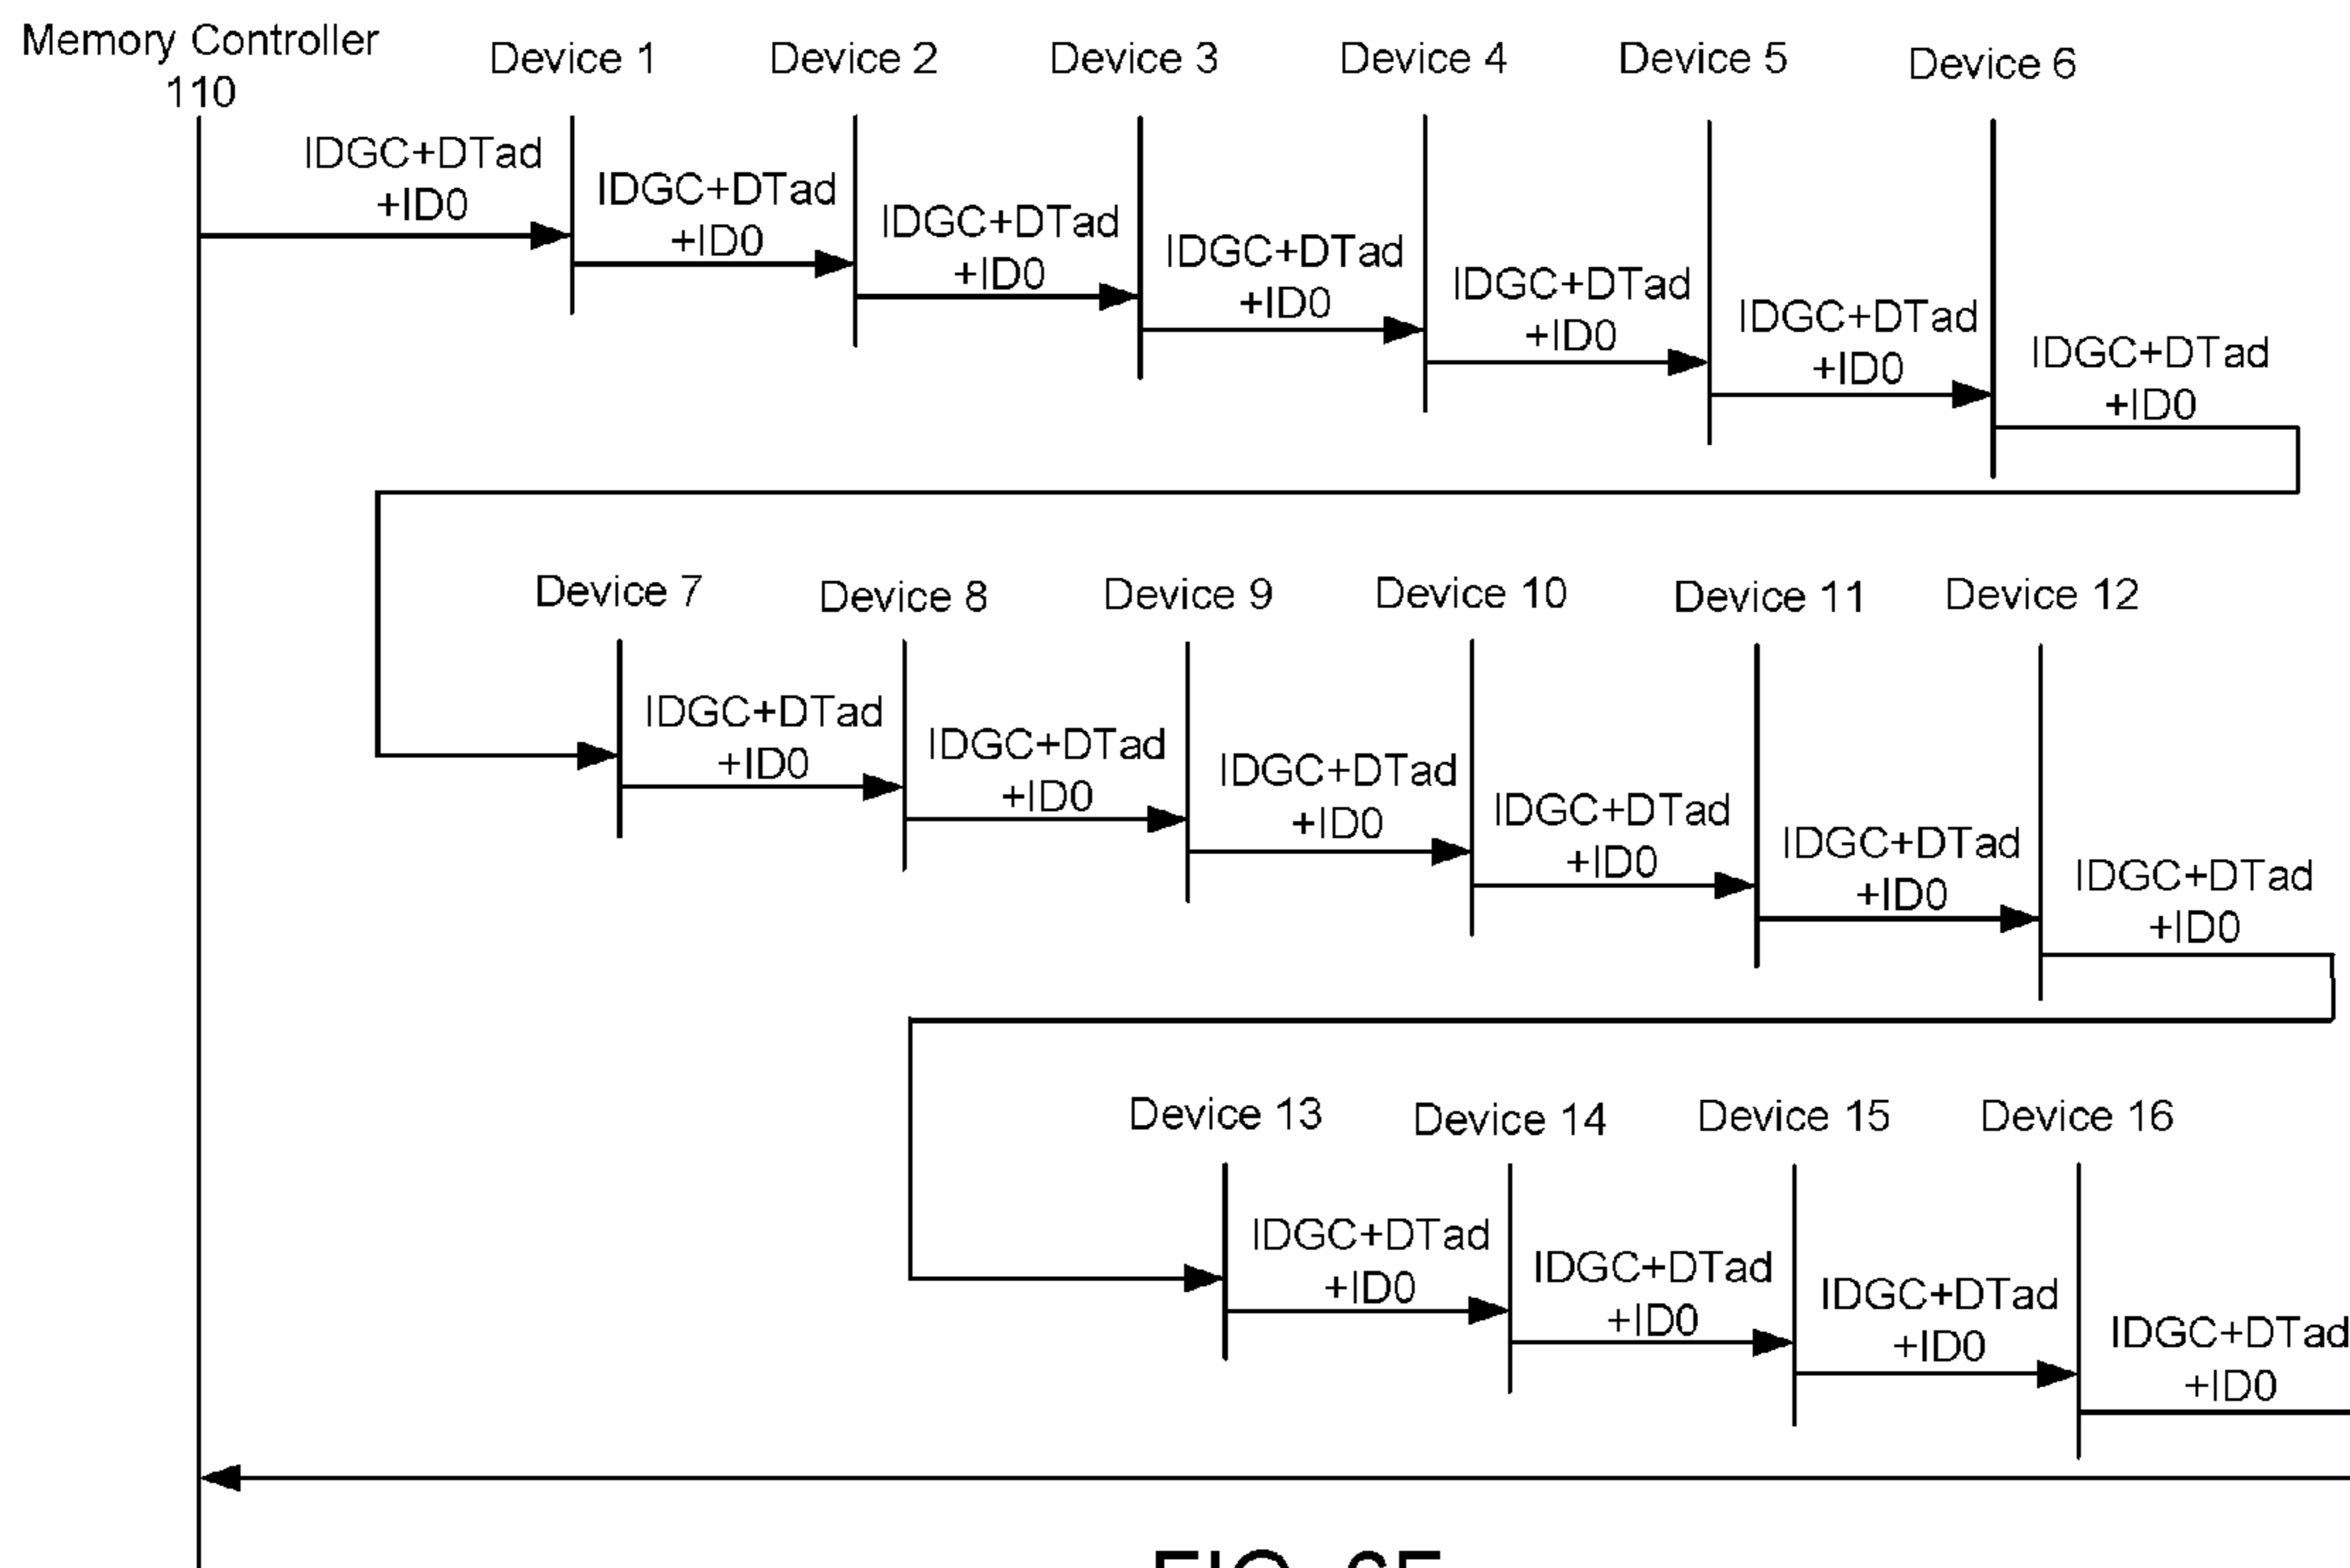 Memory Controller
110
Device 1
Device 2
Device 3
Device 4
Device 5
Device 6
IDGC+DTad
+ID0
IDGC+DTad
+ID0
IDGC+DTad
+ID0
IDGC+DTad
+ID0
IDGC+DTad
+ID0
IDGC+DTad
+ID0
IDGC+DTad
+ID0
Device 7
Device 8
Device 9
Device 10
Device 11
Device 12
IDGC+DTad
+ID0
IDGC+DTad
+ID0
IDGC+DTad
+ID0
IDGC+DTad
+ID0
IDGC+DTad
+ID0
IDGC+DTad
+ID0
Device 13
Device 14
Device 15
Device 16
IDGC+DTad
+ID0
IDGC+DTad
+ID0
IDGC+DTad
+ID0
IDGC+DTad
+ID0
FIG.